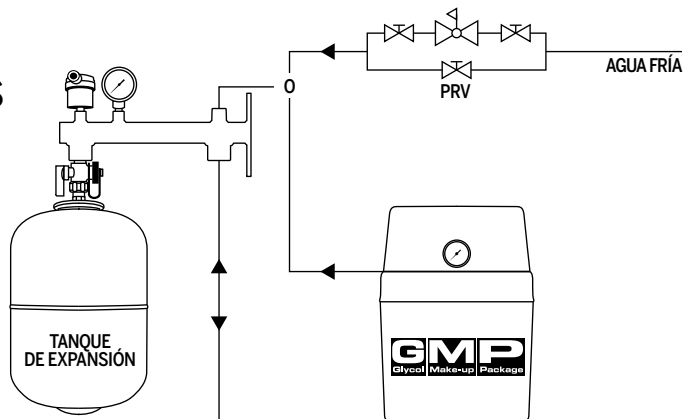 S
AGUA FRÍA
O
PRV
TANQUE
DE EXPANSIÓN
GMP
Glycol Make-up Package